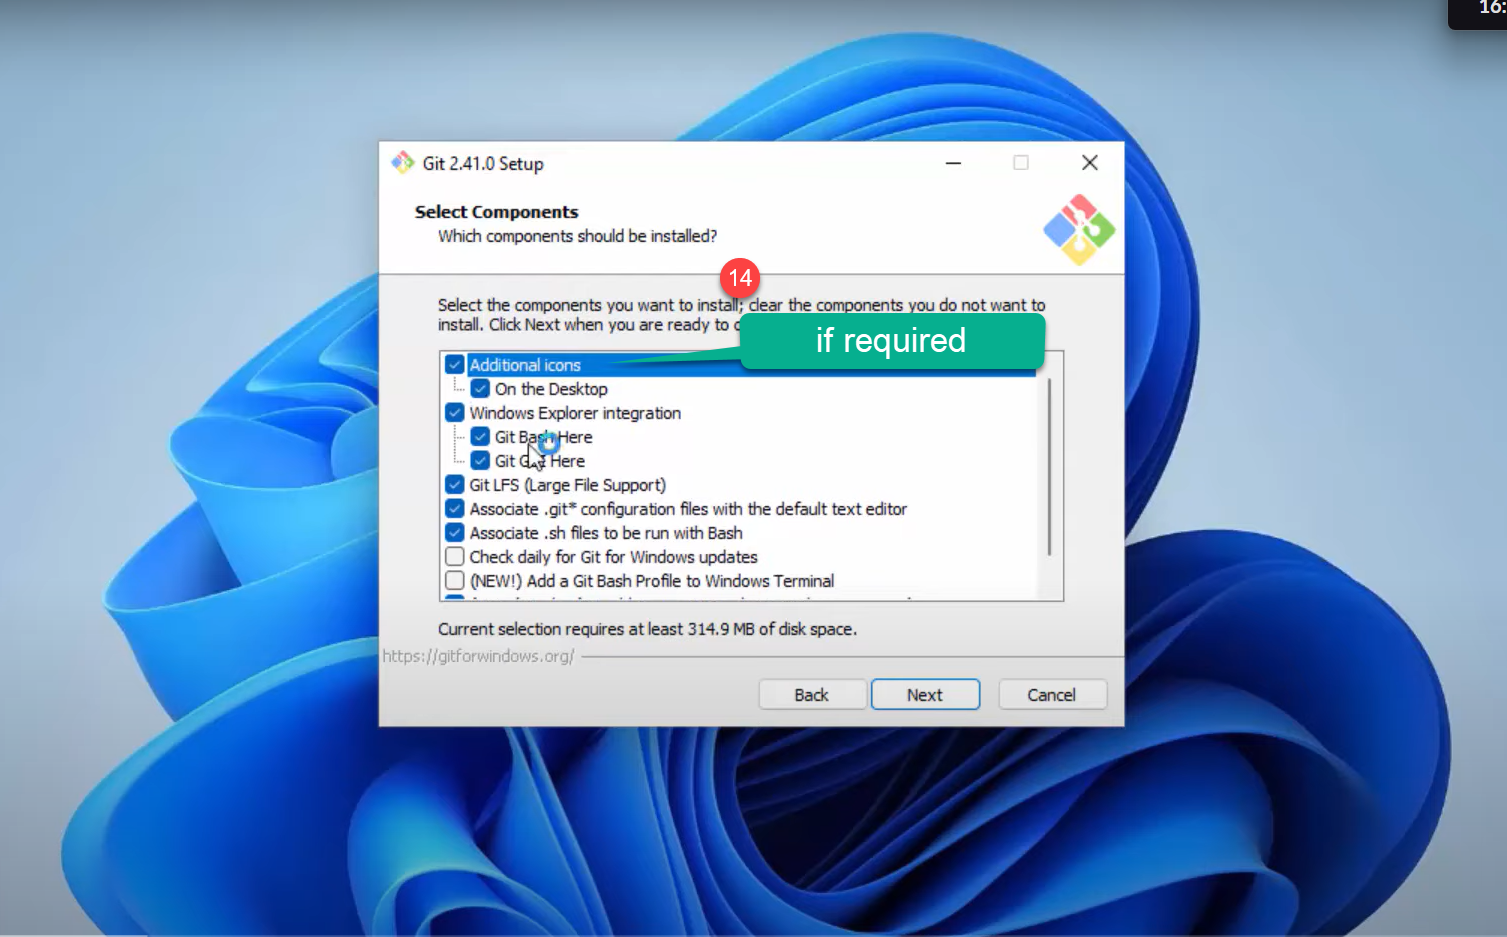 16:
Git 2.41.0 Setup
Select Components
Which components should be installed?
14
Select the components you want to install; clear the components you do not want to
install. Click Next when you are ready to
if required
Additional icons
On the Desktop
Windows Explorer integration
Git Bash Here
Git Here
Git LFS (Large File Support)
Associate .git* configuration files with the default text editor
Associate .sh files to be run with Bash
Check daily for Git for Windows updates
(NEW!) Add a Git Bash Profile to Windows Terminal
Current selection requires at least 314.9 MB of disk space.
https://gitforwindows.org/
Back
Next
Cancel